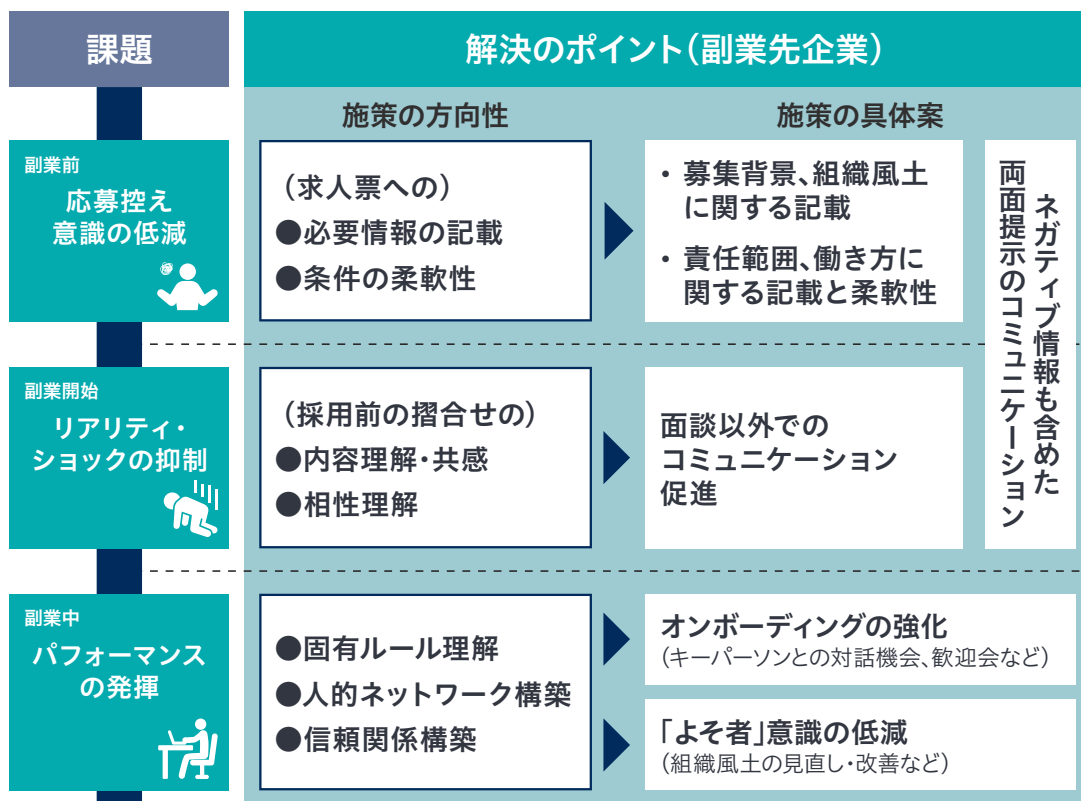 課題
解決のポイント（副業先企業）
施策の方向性
施策の具体案
副業前
応募控え
意識の低減
（求人票への）
●必要情報の記載
●条件の柔軟性
・募集背景、組織風土
に関する記載
・責任範囲、働き方に
関する記載と柔軟性
ネガティブ情報も含めた
両面提示のコミュニケーション
副業開始
リアリティ・
ショックの抑制
（採用前の摺合せの）
●内容理解・共感
●相性理解
面談以外での
コミュニケーション
促進
副業中
パフォーマンス
の発揮
●固有ルール理解
●人的ネットワーク構築
●信頼関係構築
オンボーディングの強化
（キーパーソンとの対話機会、歓迎会など）
「よそ者」意識の低減
（組織風土の見直し・改善など）